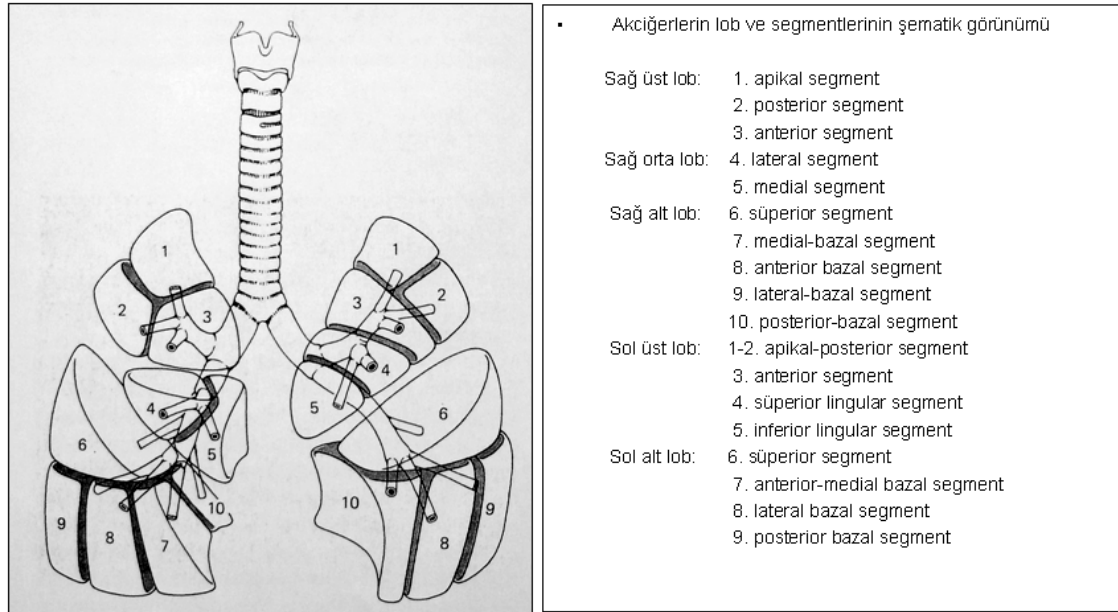 1
2
3
4
5
6
7
8
9
10
1
2
3
4
5
6
8
9
10
▪ Akciğerlerin lob ve segmentlerinin şematik görünümü
Sağ üst lob: 1. apikal segment
2. posterior segment
3. anterior segment
Sağ orta lob: 4. lateral segment
5. medial segment
Sağ alt lob: 6. süperior segment
7. medial-bazal segment
8. anterior bazal segment
9. lateral-bazal segment
10. posterior-bazal segment
Sol üst lob: 1-2. apikal-posterior segment
3. anterior segment
4. süperior lingular segment
5. inferior lingular segment
Sol alt lob: 6. süperior segment
7. anterior-medial bazal segment
8. lateral bazal segment
9. posterior bazal segment